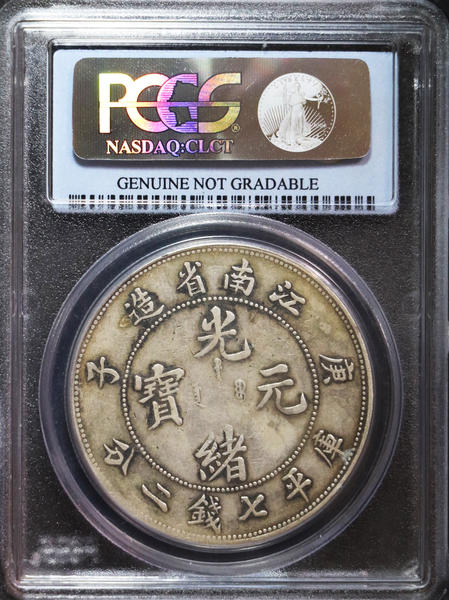 PCGS®
NASDAQ:CLCT
GENUINE NOT GRADABLE
江南省造
庚子
光緒元寶
庫平七錢二分